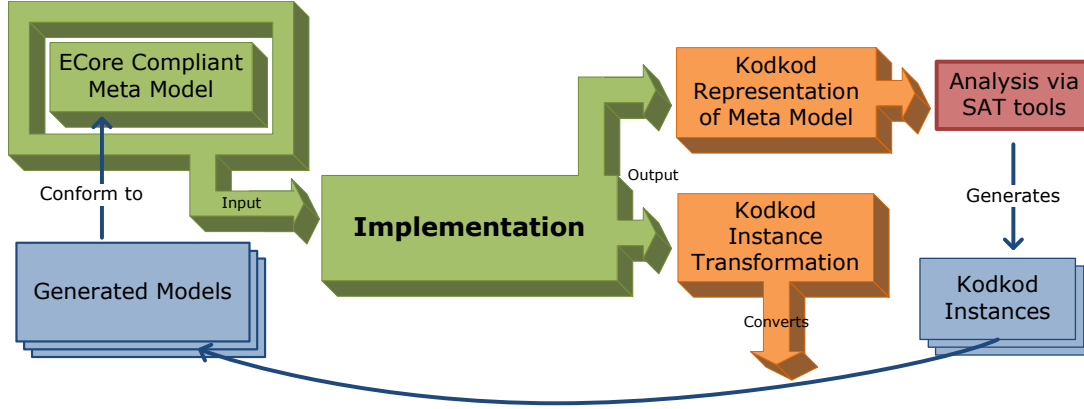 ECore Compliant
Meta Model
Conform to
Input
Generated Models
Implementation
Output
Kodkod
Representation
of Meta Model
Kodkod
Instance
Transformation
Converts
Analysis via
SAT tools
Generates
Kodkod
Instances